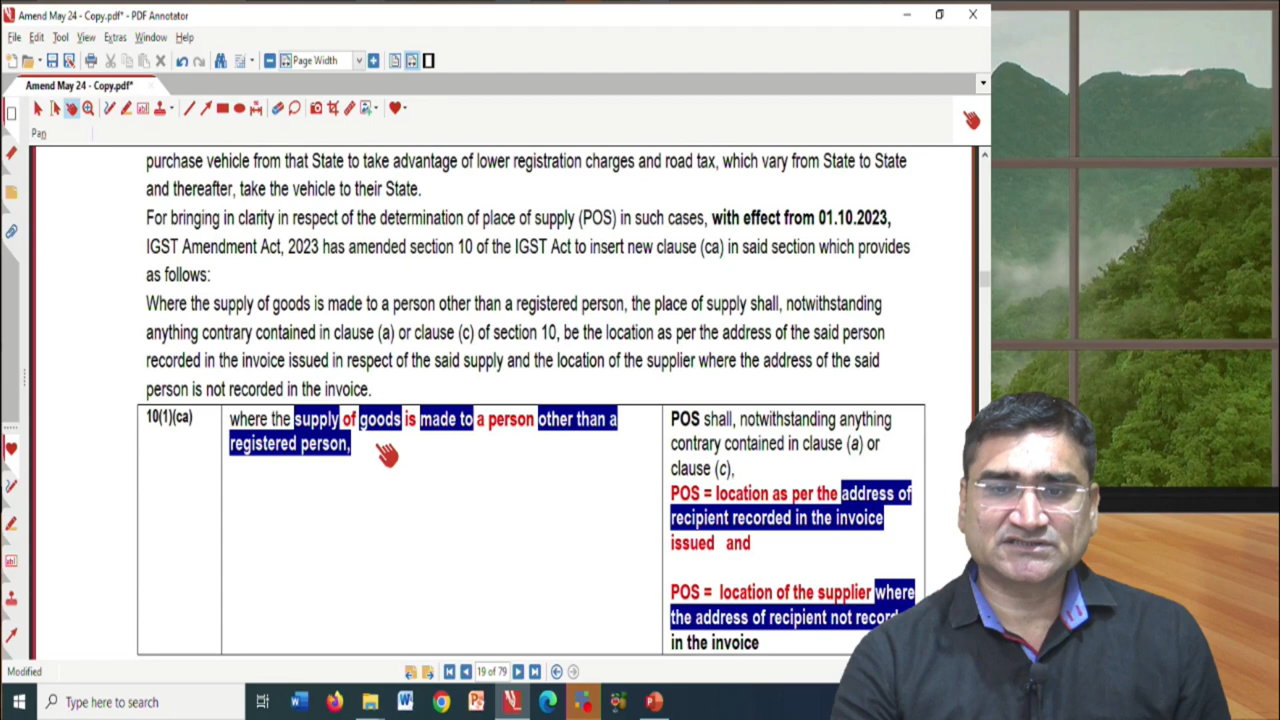 Amend May 24 - Copy.pdf* - PDF Annotator
File Edit Tool View Extras Window Help
Page Width
Amend May 24 - Copy.pdf*
Pan
purchase vehicle from that State to take advantage of lower registration charges and road tax, which vary from State to State
and thereafter, take the vehicle to their State.
For bringing in clarity in respect of the determination of place of supply (POS) in such cases, with effect from 01.10.2023,
IGST Amendment Act, 2023 has amended section 10 of the IGST Act to insert new clause (ca) in said section which provides
as follows:
Where the supply of goods is made to a person other than a registered person, the place of supply shall, notwithstanding
anything contrary contained in clause (a) or clause (c) of section 10, be the location as per the address of the said person
recorded in the invoice issued in respect of the said supply and the location of the supplier where the address of the said
person is not recorded in the invoice.
10(1)(ca)
where the supply of goods is made to a person other than a
registered person,
POS shall, notwithstanding anything
contrary contained in clause (a) or
clause (c),
POS = location as per the address of
recipient recorded in the invoice
issued and
POS = location of the supplier where
the address of recipient not record
in the invoice
Modified
19 of 79
Type here to search